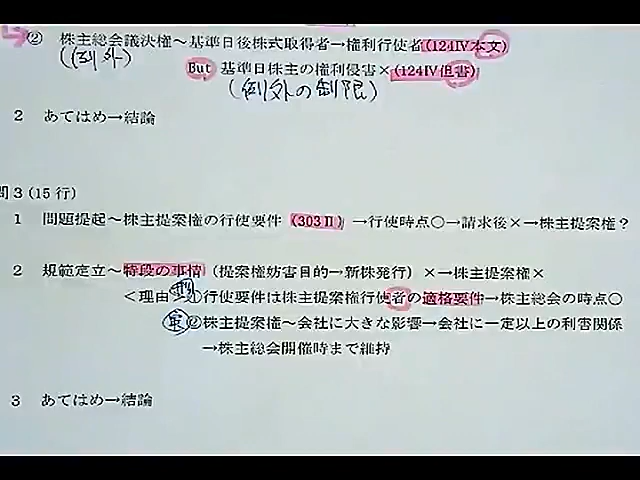 ② 株主総会議決権～基準日後株式取得者→権利行使者(124Ⅳ本文)
(例外)
But 基準日株主の権利侵害×(124Ⅳ但書)
(例外の制限)
2 あてはめ→結論
問3(15行)
1 問題提起～株主提案権の行使要件(303Ⅱ)→行使時点○→請求後×→株主提案権?
2 規範定立～特段の事情(提案権妨害目的→新株発行)×→株主提案権×
<理由 ①行使要件は株主提案権行使者の適格要件→株主総会の時点○
②株主提案権～会社に大きな影響→会社に一定以上の利害関係
→株主総会開催時まで維持
3 あてはめ→結論